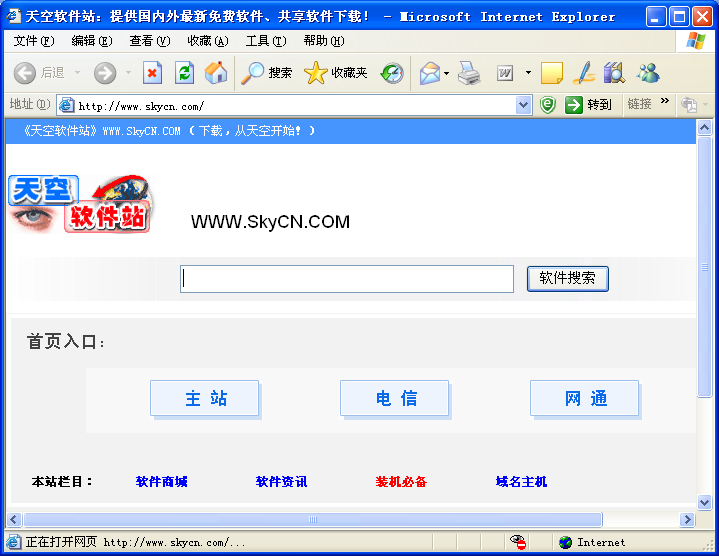 天空软件站: 提供国内外最新免费软件、共享软件下载! - Microsoft Internet Explorer
文件(F) 编辑(E) 查看(V) 收藏(A) 工具(T) 帮助(H)
后退 搜索 收藏夹
地址(D) http://www.skycn.com/ 转到 链接 »
《天空软件站》WWW.SkyCN.COM ( 下载,从天空开始! )
天空
软件站
WWW.SkyCN.COM
软件搜索
首页入口:
主 站 电 信 网 通
本站栏目: 软件商城 软件资讯 装机必备 域名主机
正在打开网页 http://www.skycn.com/... Internet